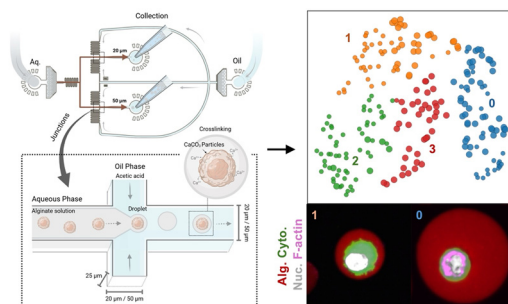 Collection
Aq.
20 µm
50 µm
Oil
Junctions
Crosslinking
CaCO₃ Particles
Ca²⁺
Ca²⁺
Oil Phase
Acetic acid
Aqueous Phase
Alginate solution
Droplet
20 µm / 50 µm
25 µm
20 µm / 50 µm
1
0
2
3
Alg. Cyto.
Nuc. F-actin
1
0